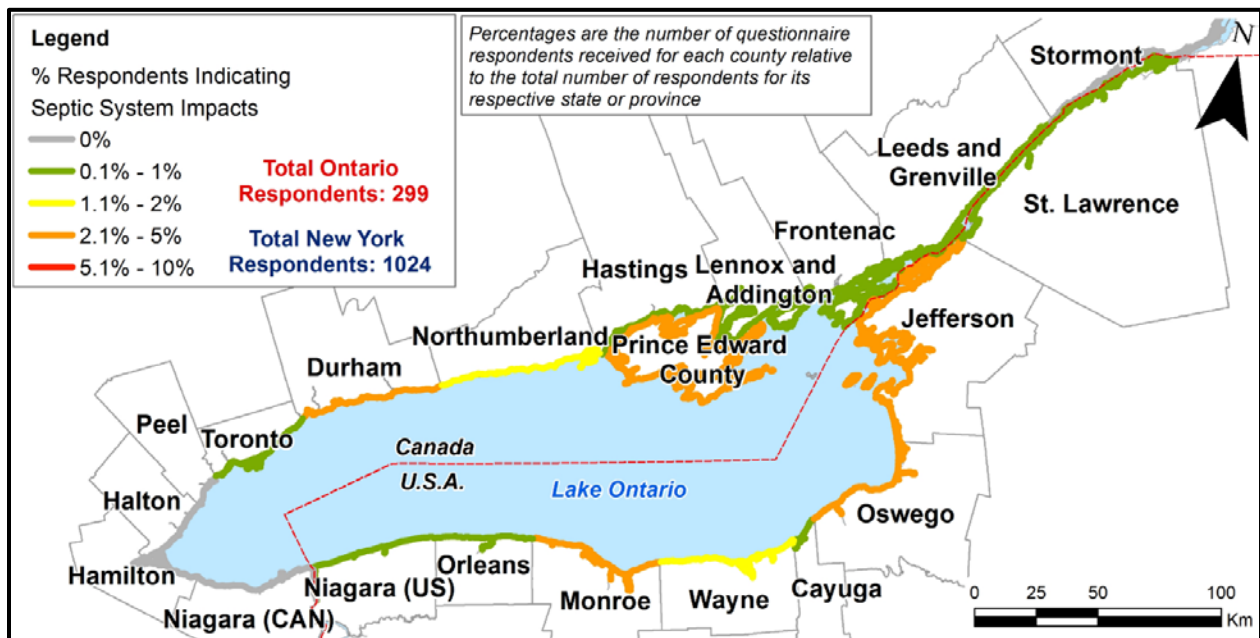 Legend
% Respondents Indicating
Septic System Impacts
0%
0.1% - 1%
1.1% - 2%
2.1% - 5%
5.1% - 10%
Total Ontario
Respondents: 299
Total New York
Respondents: 1024
Percentages are the number of questionnaire
respondents received for each county relative
to the total number of respondents for its
respective state or province
N
Stormont
Leeds and
Grenville
St. Lawrence
Frontenac
Hastings
Lennox and
Addington
Jefferson
Northumberland
Prince Edward
County
Durham
Peel
Toronto
Halton
Canada
U.S.A.
Lake Ontario
Oswego
Hamilton
Niagara (CAN)
Niagara (US)
Orleans
Monroe
Wayne
Cayuga
0
25
50
100
Km